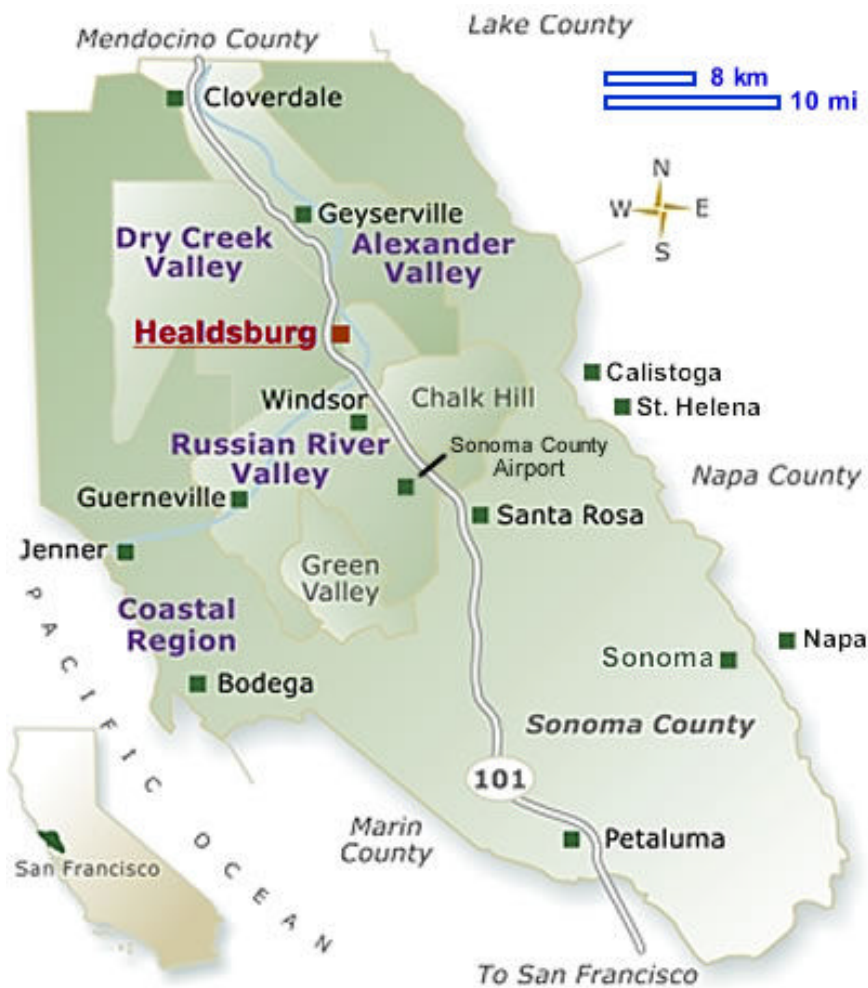 Mendocino County
Lake County
8 km
10 mi
Cloverdale
N
W E
S
Geyserville
Dry Creek
Valley
Alexander
Valley
Healdsburg
Calistoga
St. Helena
Chalk Hill
Windsor
Russian River
Valley
Sonoma County
Airport
Napa County
Guerneville
Santa Rosa
Jenner
Green
Valley
Coastal
Region
Napa
Sonoma
Bodega
Sonoma County
PACIFIC OCEAN
101
Marin
County
Petaluma
San Francisco
To San Francisco